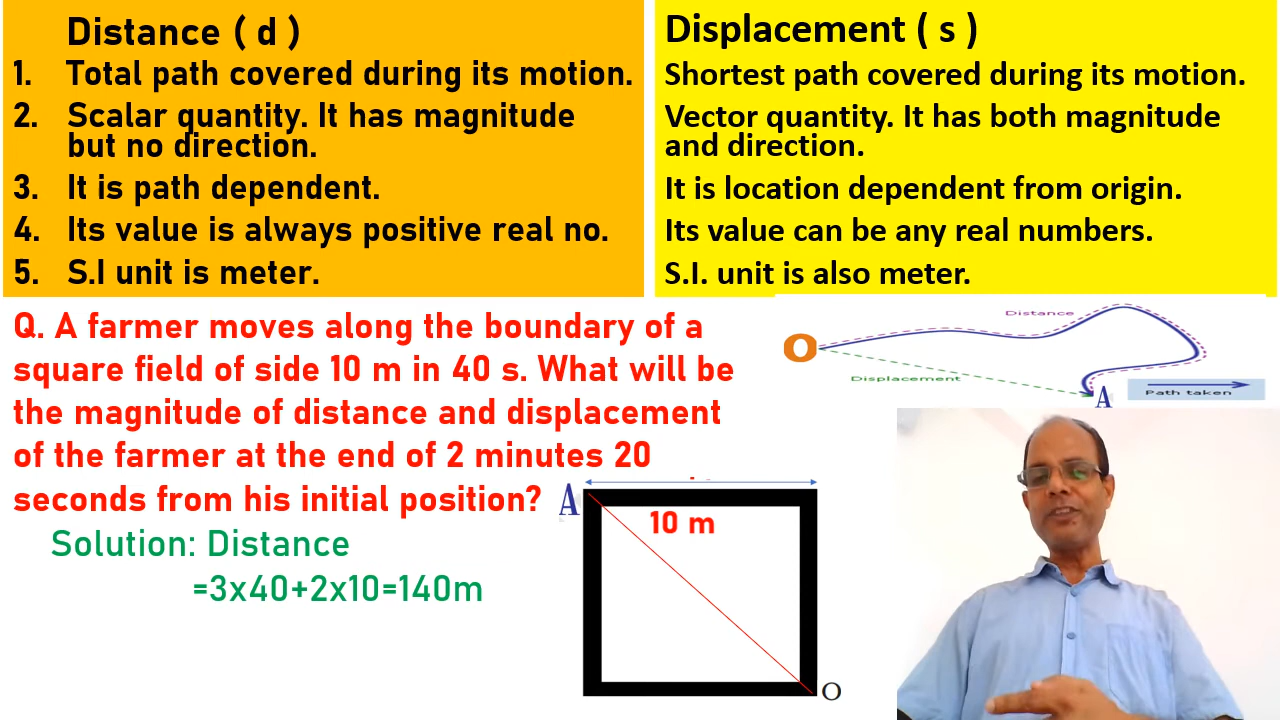 Distance ( d )
1. Total path covered during its motion.
2. Scalar quantity. It has magnitude
but no direction.
3. It is path dependent.
4. Its value is always positive real no.
5. S.I unit is meter.
Displacement ( s )
Shortest path covered during its motion.
Vector quantity. It has both magnitude
and direction.
It is location dependent from origin.
Its value can be any real numbers.
S.I. unit is also meter.
Q. A farmer moves along the boundary of a
square field of side 10 m in 40 s. What will be
the magnitude of distance and displacement
of the farmer at the end of 2 minutes 20
seconds from his initial position?
Distance
O
Displacement
A
Path taken
A
10 m
O
Solution: Distance
=3x40+2x10=140m